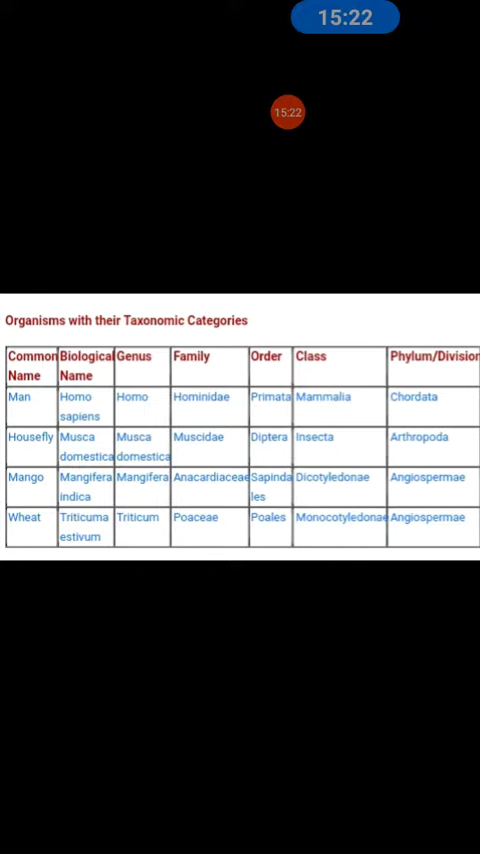 15:22
15:22
Organisms with their Taxonomic Categories
Common Biological Genus Family Order Class Phylum/Division
Name Name
Man Homo Homo Hominidae Primata Mammalia Chordata
sapiens
Housefly Musca Musca Muscidae Diptera Insecta Arthropoda
domestica domestica
Mango Mangifera Mangifera Anacardiaceae Sapinda Dicotyledonae Angiospermae
indica les
Wheat Triticuma Triticum Poaceae Poales Monocotyledonae Angiospermae
estivum